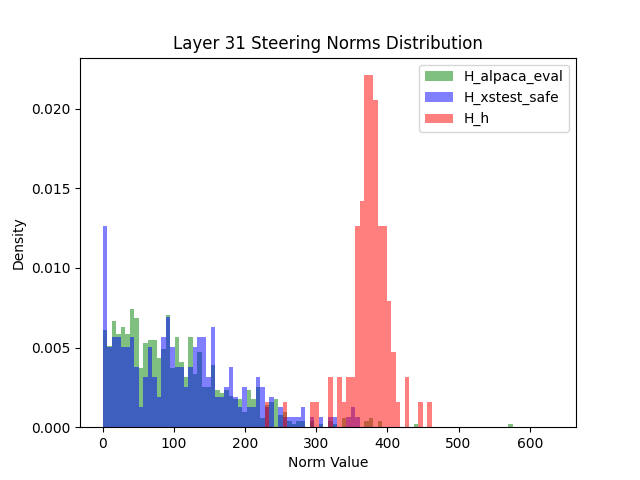 Layer 31 Steering Norms Distribution
H_alpaca_eval
H_xstest_safe
H_h
Density
0.020
0.015
0.010
0.005
0.000
0 100 200 300 400 500 600
Norm Value